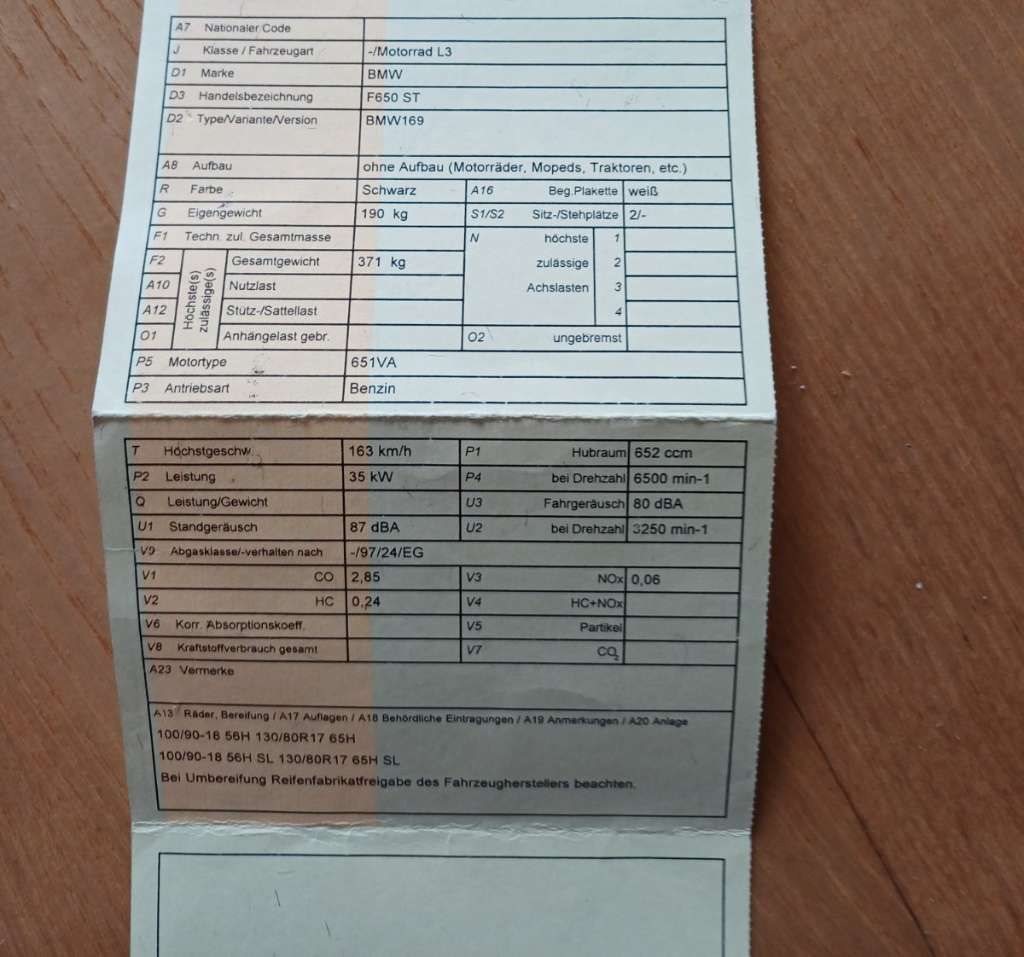 A7 Nationaler Code
J Klasse / Fahrzeugart -/Motorrad L3
D1 Marke BMW
D3 Handelsbezeichnung F650 ST
D2 Type/Variante/Version BMW169
A8 Aufbau ohne Aufbau (Motorräder, Mopeds, Traktoren, etc.)
R Farbe Schwarz A16 Beg.Plakette weiß
G Eigengewicht 190 kg S1/S2 Sitz-/Stehplätze 2/-
F1 Techn. zul. Gesamtmasse N höchste 1
F2 Höchste(s) zulässige(s) Gesamtgewicht 371 kg zulässige 2
A10 Nutzlast Achslasten 3
A12 Stütz-/Sattellast 4
O1 Anhängelast gebr. O2 ungebremst
P5 Motortype 651VA
P3 Antriebsart Benzin
T Höchstgeschw. 163 km/h P1 Hubraum 652 ccm
P2 Leistung 35 kW P4 bei Drehzahl 6500 min-1
Q Leistung/Gewicht U3 Fahrgeräusch 80 dBA
U1 Standgeräusch 87 dBA U2 bei Drehzahl 3250 min-1
V9 Abgasklasse/-verhalten nach -/97/24/EG
V1 CO 2,85 V3 NOx 0,06
V2 HC 0,24 V4 HC+NOx
V6 Korr. Absorptionskoeff. V5 Partikel
V8 Kraftstoffverbrauch gesamt V7 CO2
A23 Vermerke
A13 Räder, Bereifung / A17 Auflagen / A18 Behördliche Eintragungen / A19 Anmerkungen / A20 Anlage
100/90-18 56H 130/80R17 65H
100/90-18 56H SL 130/80R17 65H SL
Bei Umbereifung Reifenfabrikatfreigabe des Fahrzeugherstellers beachten.